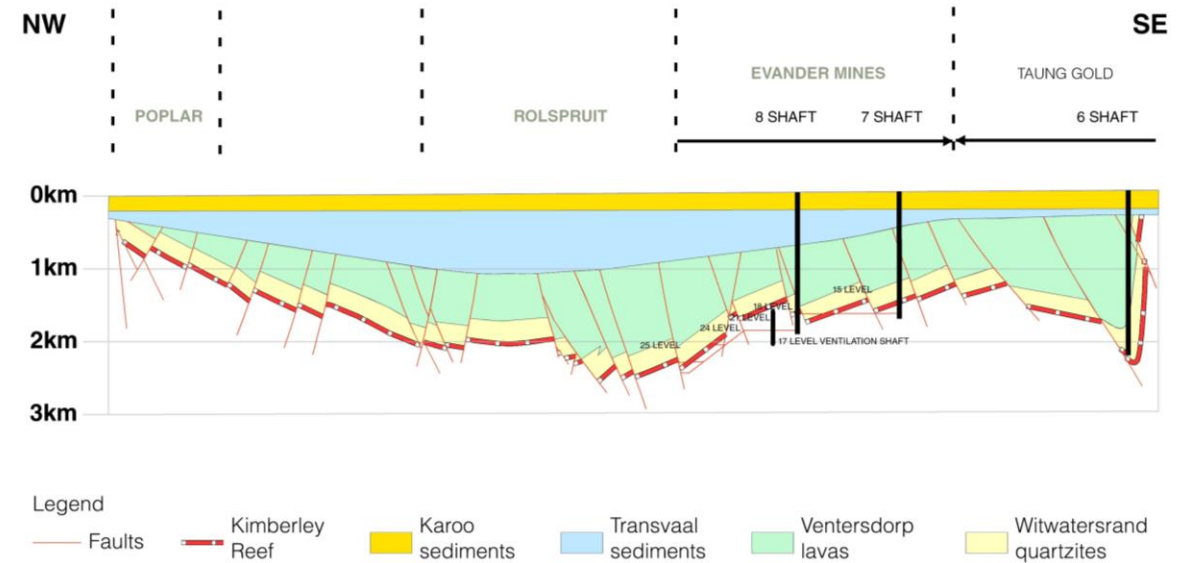 NW
SE
EVANDER MINES
TAUNG GOLD
POPLAR
ROLSPRUIT
8 SHAFT
7 SHAFT
6 SHAFT
0km
1km
2km
3km
15 LEVEL
18 LEVEL
21 LEVEL
24 LEVEL
25 LEVEL
17 LEVEL VENTILATION SHAFT
Legend
Faults
Kimberley
Reef
Karoo
sediments
Transvaal
sediments
Ventersdorp
lavas
Witwatersrand
quartzites